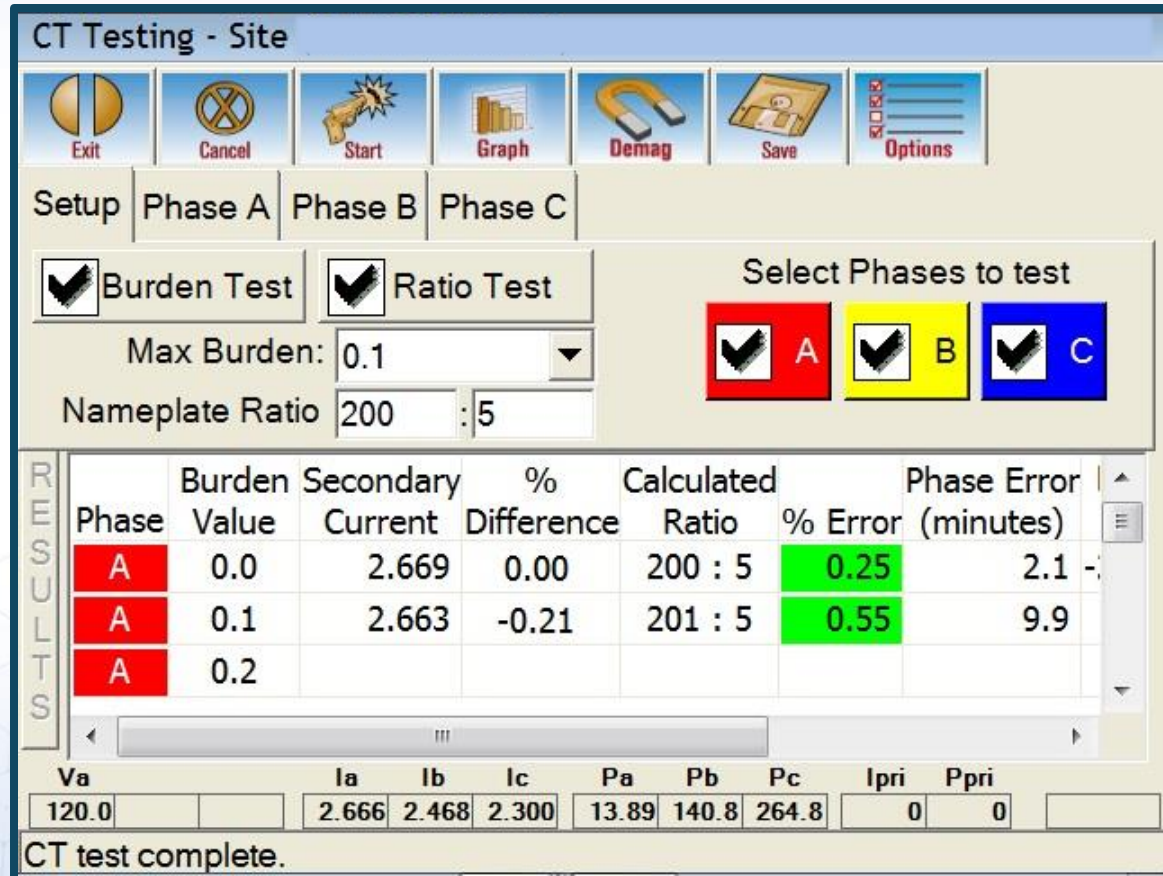 CT Testing - Site
Exit Cancel Start Graph Demag Save Options
Setup Phase A Phase B Phase C
Burden Test Ratio Test Select Phases to test
A B C
Max Burden: 0.1
Nameplate Ratio 200 : 5
RESULTS
Burden Secondary % Calculated Phase Error
Phase Value Current Difference Ratio % Error (minutes)
A 0.0 2.669 0.00 200 : 5 0.25 2.1
A 0.1 2.663 -0.21 201 : 5 0.55 9.9
A 0.2
Va Ia Ib Ic Pa Pb Pc Ipri Ppri
120.0 2.666 2.468 2.300 13.89 140.8 264.8 0 0
CT test complete.